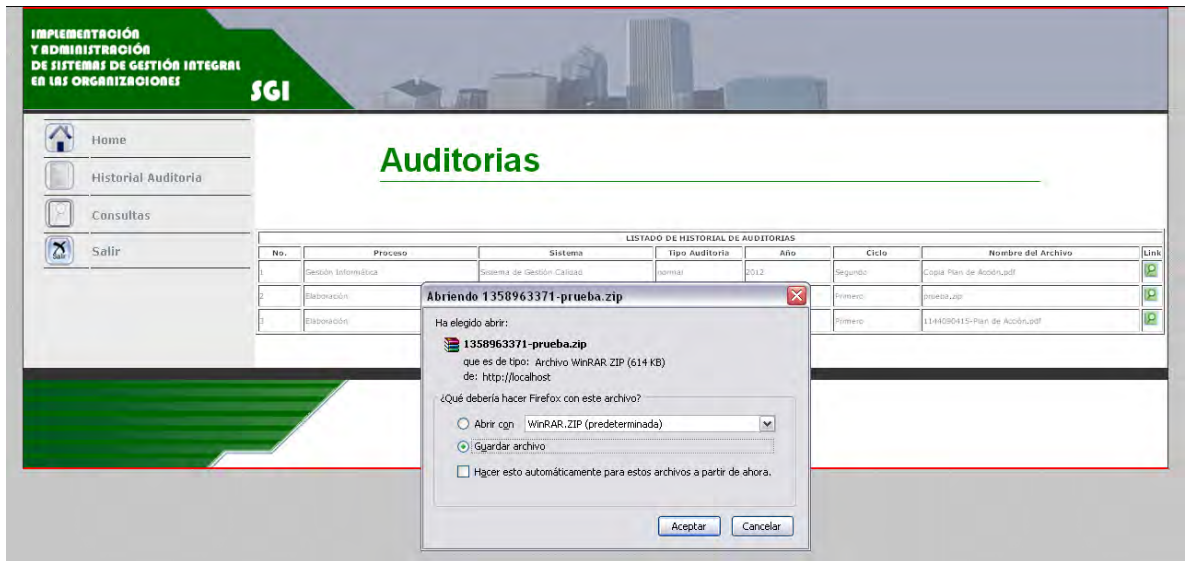 IMPLEMENTACIÓN
Y ADMINISTRACIÓN
DE SISTEMAS DE GESTIÓN INTEGRAL
EN LAS ORGANIZACIONES
SGI
Home
Historial Auditoria
Consultas
Salir
Auditorias
LISTADO DE HISTORIAL DE AUDITORIAS
No. Proceso Sistema Tipo Auditoria Año Ciclo Nombre del Archivo Link
1 Gestión Informática Sistema de Gestión Calidad normal 2012 Segundo Copia Plan de Acción.pdf
2 Elaboración Primero prueba.zip
3 Elaboración Primero 1144090415-Plan de Acción.pdf
Abriendo 1358963371-prueba.zip
Ha elegido abrir:
1358963371-prueba.zip
que es de tipo: Archivo WinRAR ZIP (614 KB)
de: http://localhost
¿Qué debería hacer Firefox con este archivo?
Abrir con WinRAR.ZIP (predeterminada)
Guardar archivo
Hacer esto automáticamente para estos archivos a partir de ahora.
Aceptar Cancelar